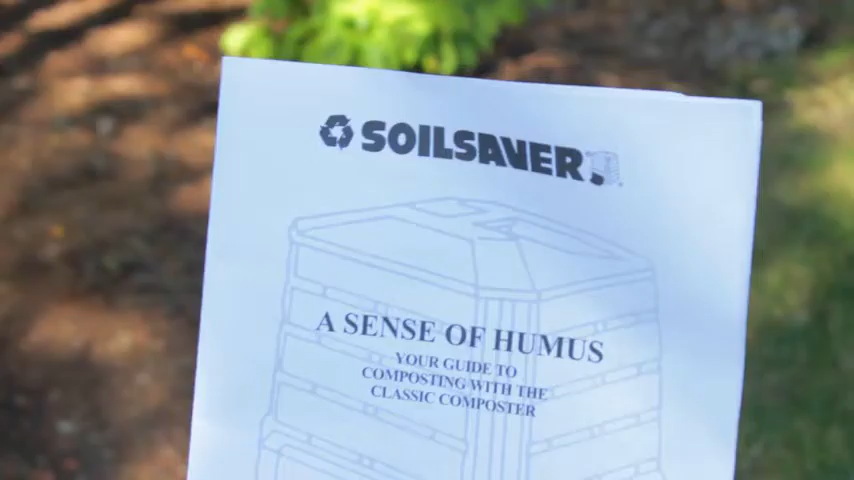 SOILSAVER
A SENSE OF HUMUS
YOUR GUIDE TO
COMPOSTING WITH THE
CLASSIC COMPOSTER